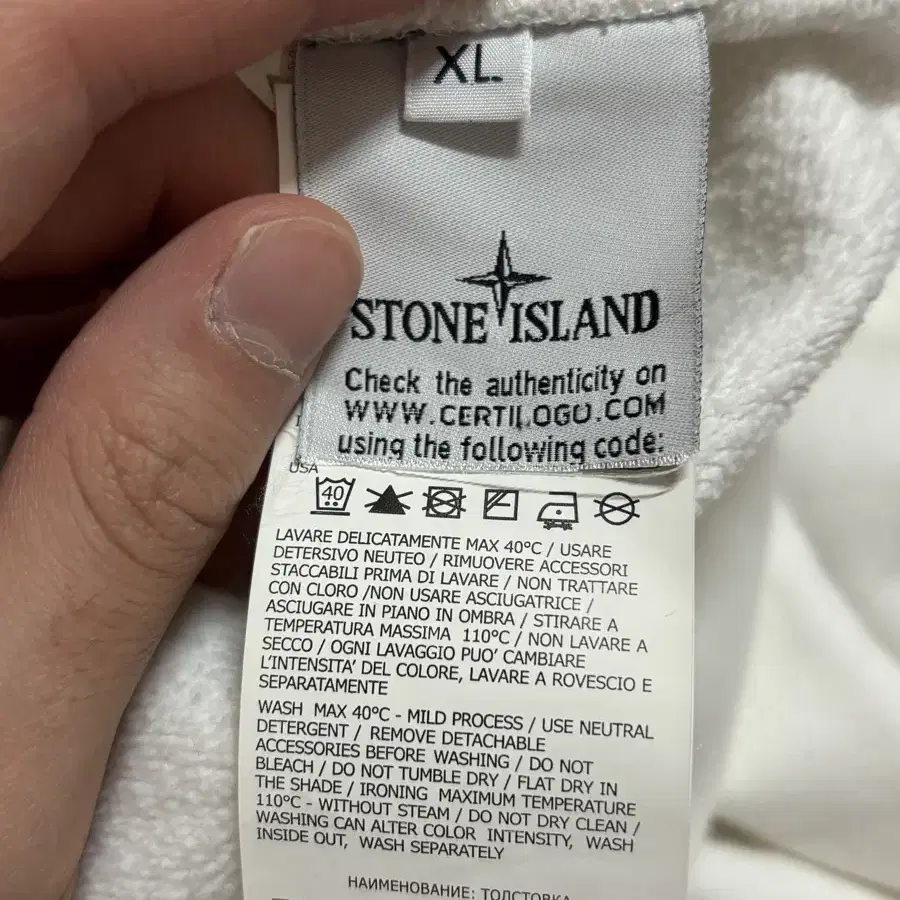 XL
STONE ISLAND
Check the authenticity on
WWW.CERTILOGO.COM
using the following code:
USA
40
LAVARE DELICATAMENTE MAX 40°C / USARE
DETERSIVO NEUTEO / RIMUOVERE ACCESSORI
STACCABILI PRIMA DI LAVARE / NON TRATTARE
CON CLORO /NON USARE ASCIUGATRICE /
ASCIUGARE IN PIANO IN OMBRA / STIRARE A
TEMPERATURA MASSIMA 110°C / NON LAVARE A
SECCO / OGNI LAVAGGIO PUO' CAMBIARE
L'INTENSITA' DEL COLORE, LAVARE A ROVESCIO E
SEPARATAMENTE
WASH MAX 40°C - MILD PROCESS / USE NEUTRAL
DETERGENT / REMOVE DETACHABLE
ACCESSORIES BEFORE WASHING / DO NOT
BLEACH / DO NOT TUMBLE DRY / FLAT DRY IN
THE SHADE / IRONING MAXIMUM TEMPERATURE
110°C - WITHOUT STEAM / DO NOT DRY CLEAN /
WASHING CAN ALTER COLOR INTENSITY, WASH
INSIDE OUT, WASH SEPARATELY
НАИМЕНОВАНИЕ: ТОЛСТОВКА